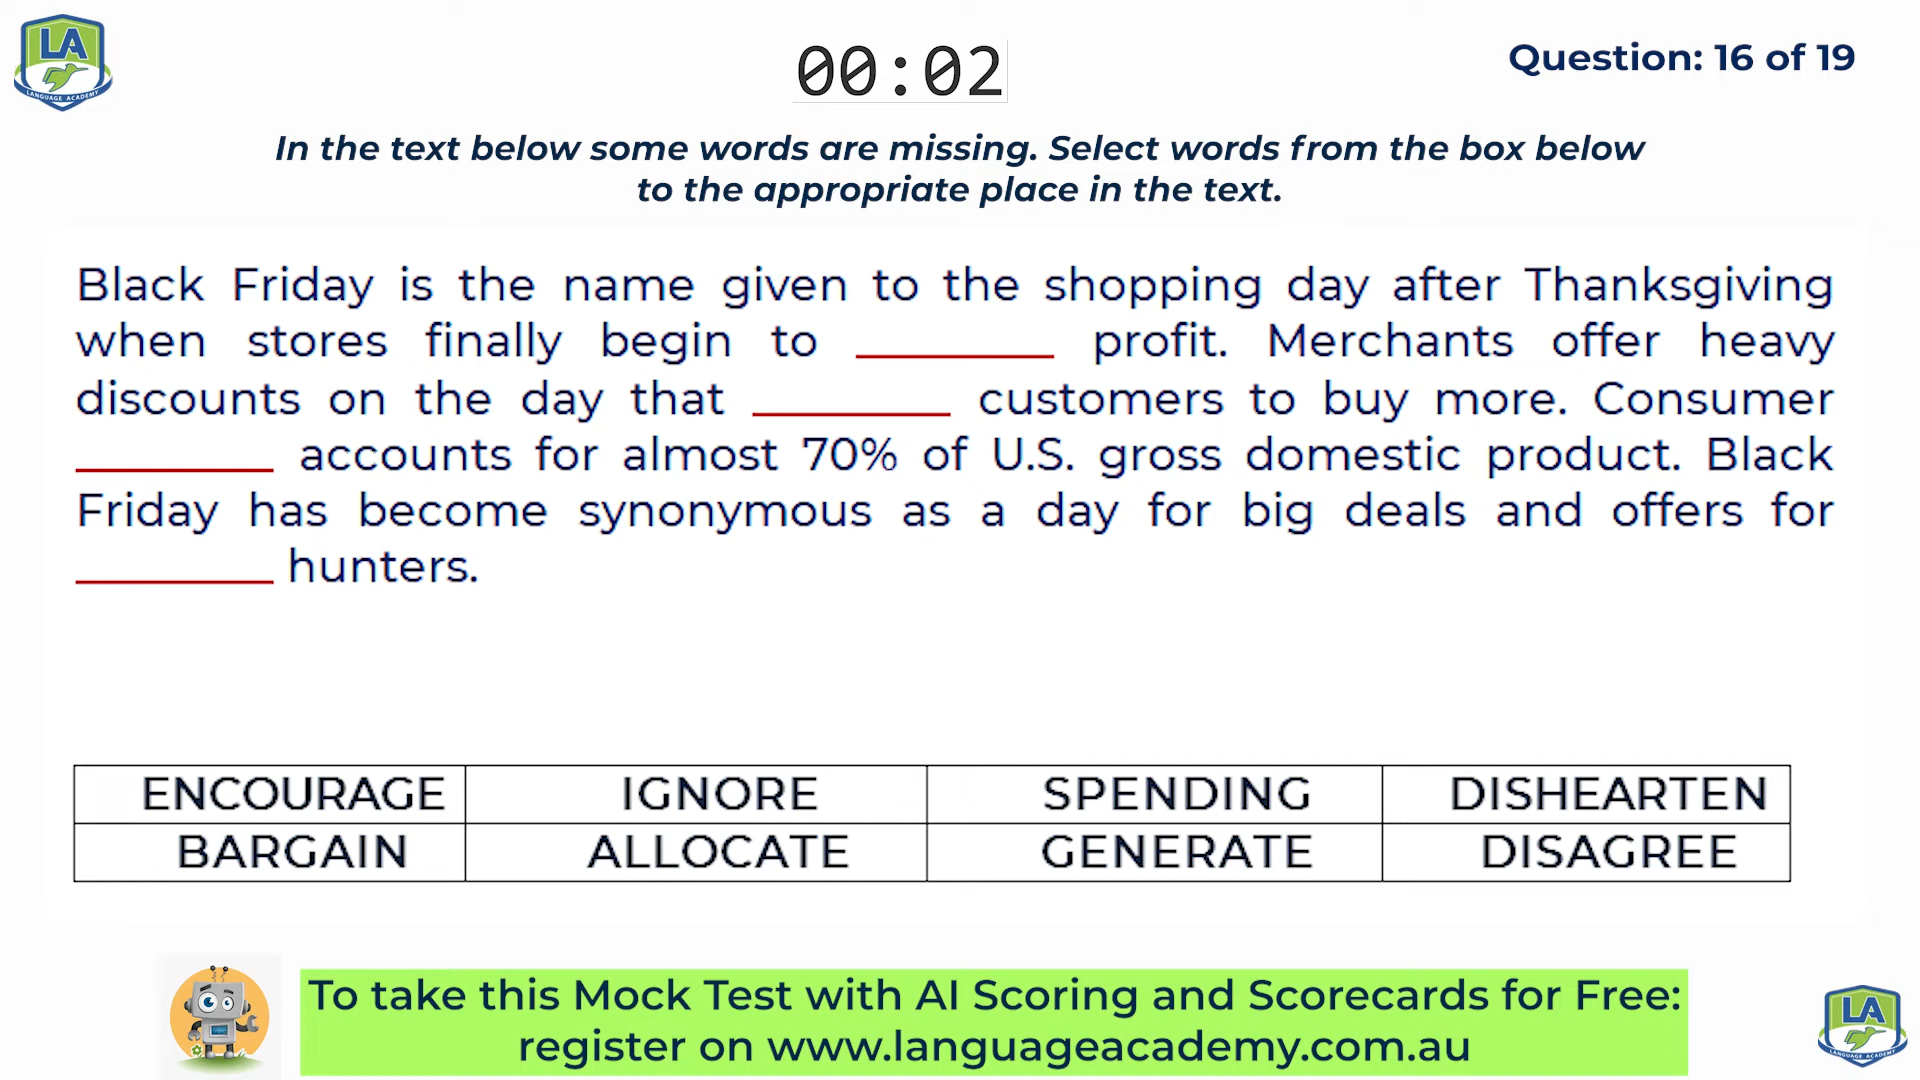 LA
LANGUAGE ACADEMY
00:02
Question: 16 of 19
In the text below some words are missing. Select words from the box below
to the appropriate place in the text.
Black Friday is the name given to the shopping day after Thanksgiving
when stores finally begin to ________ profit. Merchants offer heavy
discounts on the day that ________ customers to buy more. Consumer
________ accounts for almost 70% of U.S. gross domestic product. Black
Friday has become synonymous as a day for big deals and offers for
________ hunters.
ENCOURAGE IGNORE SPENDING DISHEARTEN
BARGAIN ALLOCATE GENERATE DISAGREE
To take this Mock Test with AI Scoring and Scorecards for Free:
register on www.languageacademy.com.au
LA
LANGUAGE ACADEMY